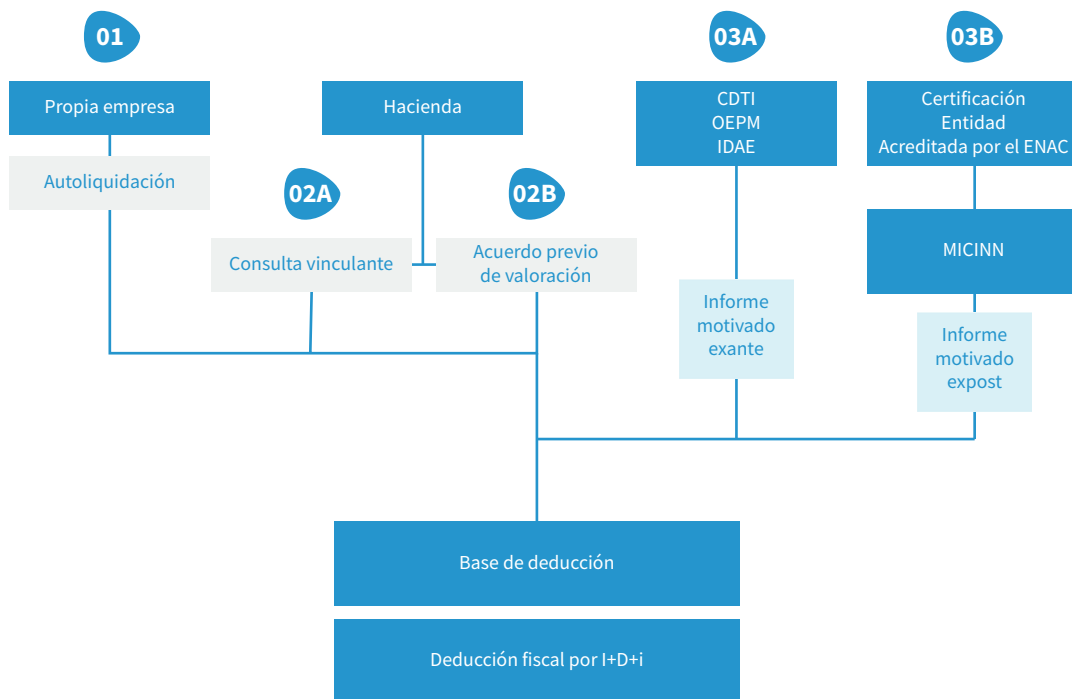 01
Propia empresa
Autoliquidación
Hacienda
02A
Consulta vinculante
02B
Acuerdo previo
de valoración
03A
CDTI
OEPM
IDAE
Informe
motivado
exante
03B
Certificación
Entidad
Acreditada por el ENAC
MICINN
Informe
motivado
expost
Base de deducción
Deducción fiscal por I+D+i